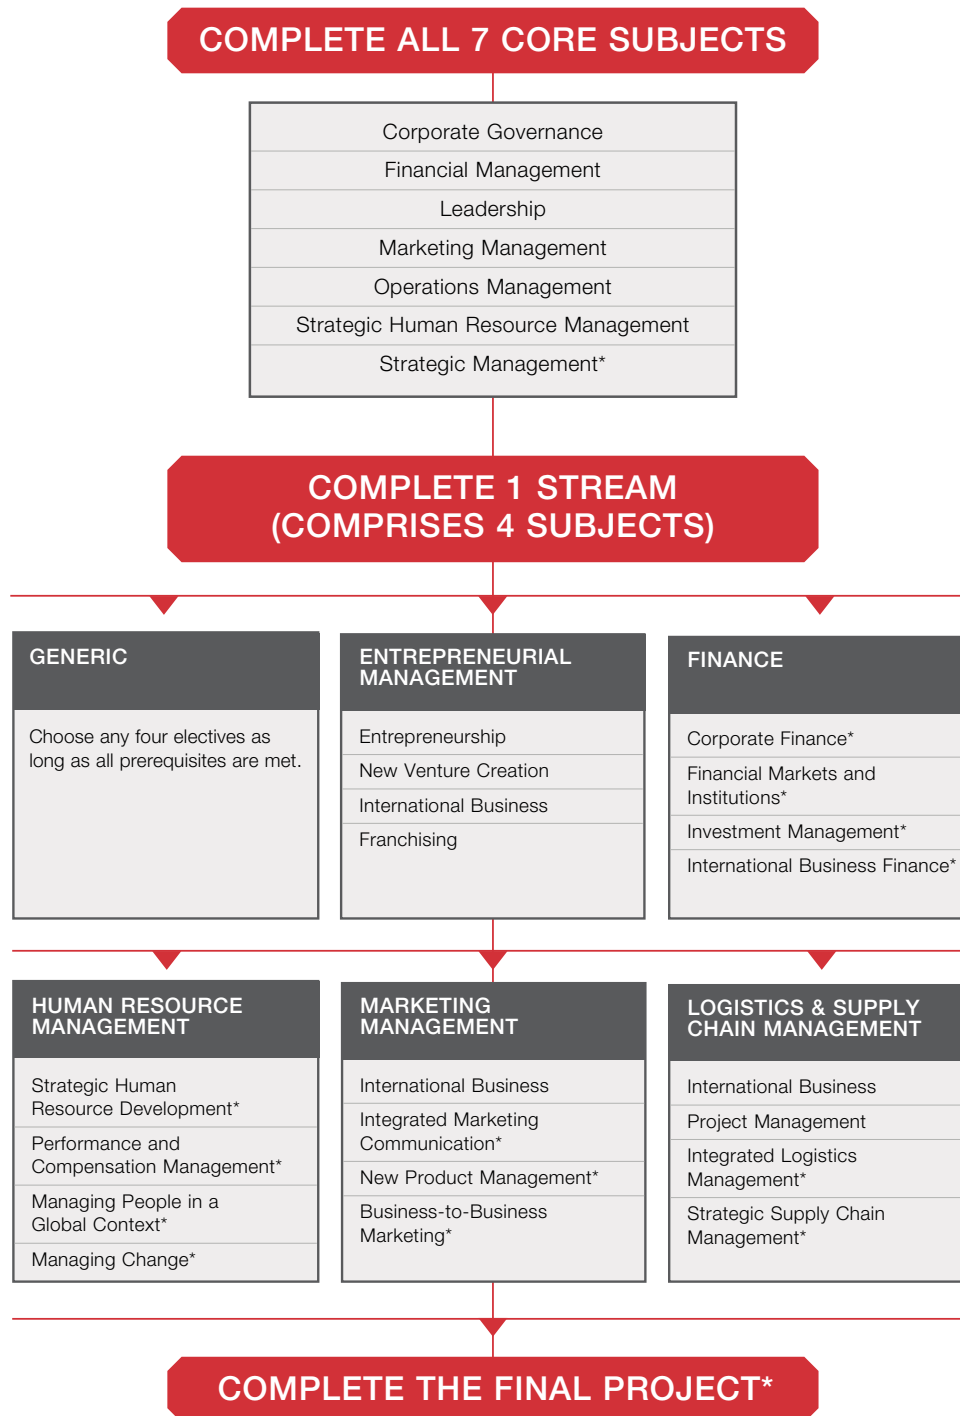 COMPLETE ALL 7 CORE SUBJECTS
Corporate Governance
Financial Management
Leadership
Marketing Management
Operations Management
Strategic Human Resource Management
Strategic Management*
COMPLETE 1 STREAM
(COMPRISES 4 SUBJECTS)
GENERIC
Choose any four electives as
long as all prerequisites are met.
ENTREPRENEURIAL
MANAGEMENT
Entrepreneurship
New Venture Creation
International Business
Franchising
FINANCE
Corporate Finance*
Financial Markets and
Institutions*
Investment Management*
International Business Finance*
HUMAN RESOURCE
MANAGEMENT
Strategic Human
Resource Development*
Performance and
Compensation Management*
Managing People in a
Global Context*
Managing Change*
MARKETING
MANAGEMENT
International Business
Integrated Marketing
Communication*
New Product Management*
Business-to-Business
Marketing*
LOGISTICS & SUPPLY
CHAIN MANAGEMENT
International Business
Project Management
Integrated Logistics
Management*
Strategic Supply Chain
Management*
COMPLETE THE FINAL PROJECT*